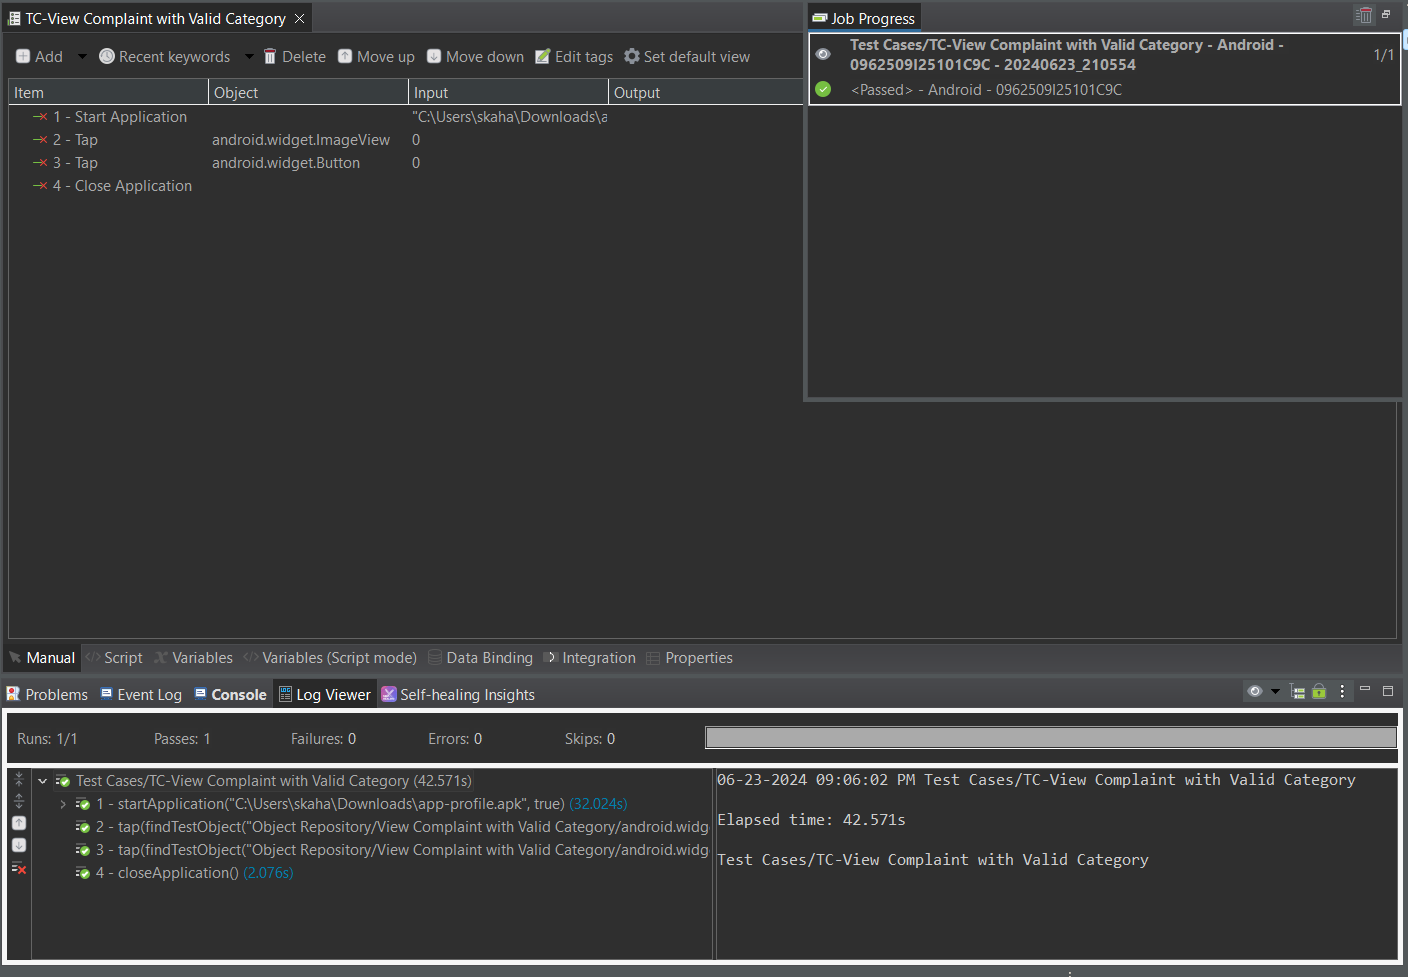 TC-View Complaint with Valid Category
Add Recent keywords Delete Move up Move down Edit tags Set default view
Item Object Input Output
1 - Start Application "C:\Users\skaha\Downloads\a
2 - Tap android.widget.ImageView 0
3 - Tap android.widget.Button 0
4 - Close Application
Job Progress
Test Cases/TC-View Complaint with Valid Category - Android -
0962509I25101C9C - 20240623_210554
1/1
<Passed> - Android - 0962509I25101C9C
Manual Script Variables Variables (Script mode) Data Binding Integration Properties
Problems Event Log Console Log Viewer Self-healing Insights
Runs: 1/1 Passes: 1 Failures: 0 Errors: 0 Skips: 0
Test Cases/TC-View Complaint with Valid Category (42.571s)
1 - startApplication("C:\Users\skaha\Downloads\app-profile.apk", true) (32.024s)
2 - tap(findTestObject("Object Repository/View Complaint with Valid Category/android.widg
3 - tap(findTestObject("Object Repository/View Complaint with Valid Category/android.widg
4 - closeApplication() (2.076s)
06-23-2024 09:06:02 PM Test Cases/TC-View Complaint with Valid Category
Elapsed time: 42.571s
Test Cases/TC-View Complaint with Valid Category